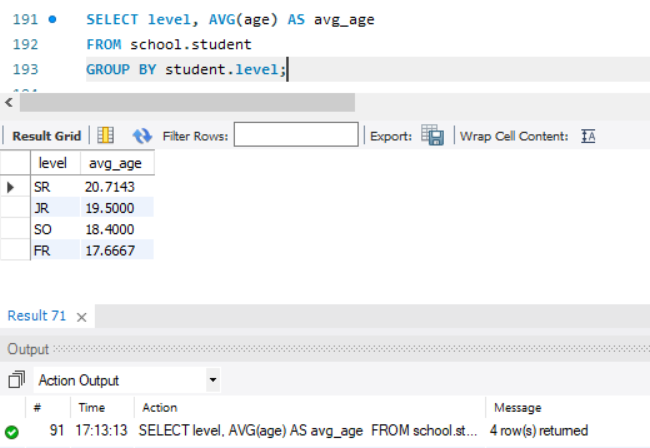 191 SELECT level, AVG(age) AS avg_age
192 FROM school.student
193 GROUP BY student.level;
Result Grid Filter Rows: Export: Wrap Cell Content: IA
level avg_age
SR 20.7143
JR 19.5000
SO 18.4000
FR 17.6667
Result 71 ×
Output
Action Output
# Time Action Message
91 17:13:13 SELECT level, AVG(age) AS avg_age FROM school.st... 4 row(s) returned